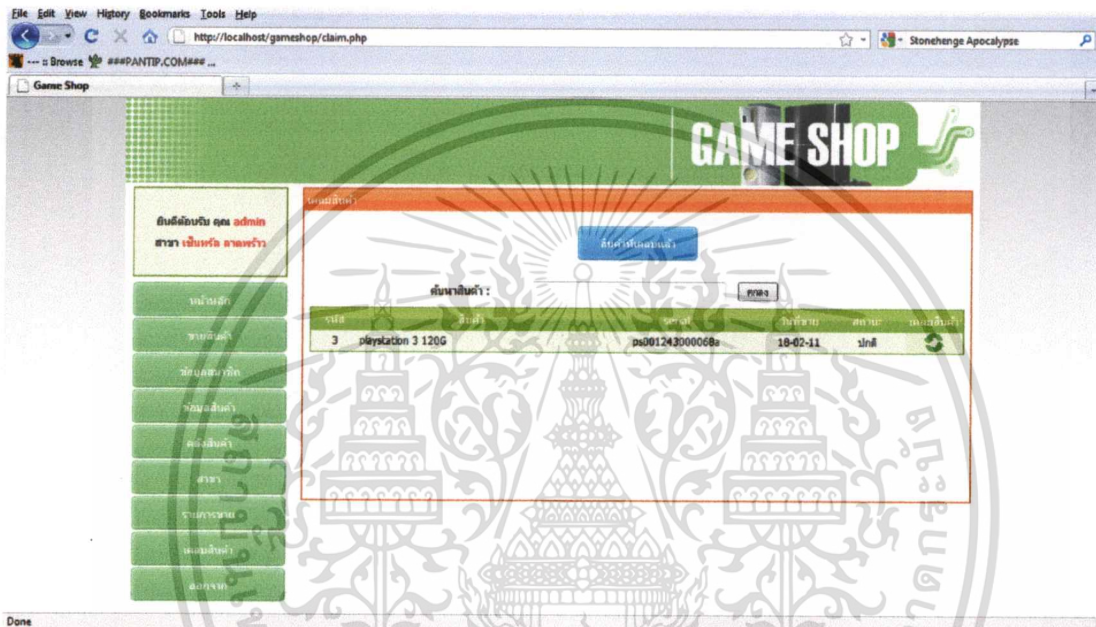 File Edit View History Bookmarks Tools Help
http://localhost/gameshop/claim.php
Stonehenge Apocalypse
Browse ###PANTIP.COM### ...
Game Shop
GAME SHOP
ยินดีต้อนรับ คุณ admin
สาขา เซ็นทรัล ลาดพร้าว
เคลมสินค้า
สินค้าที่เคลมแล้ว
ค้นหาสินค้า :
ตกลง
รหัส สินค้า serial วันที่ขาย สถานะ เคลมสินค้า
3 playstation 3 120G ps001243000068a 18-02-11 ปกติ
หน้าหลัก
ขายสินค้า
ข้อมูลสมาชิก
ข้อมูลสินค้า
คลังสินค้า
สาขา
รายการขาย
เคลมสินค้า
ออกจาก
Done